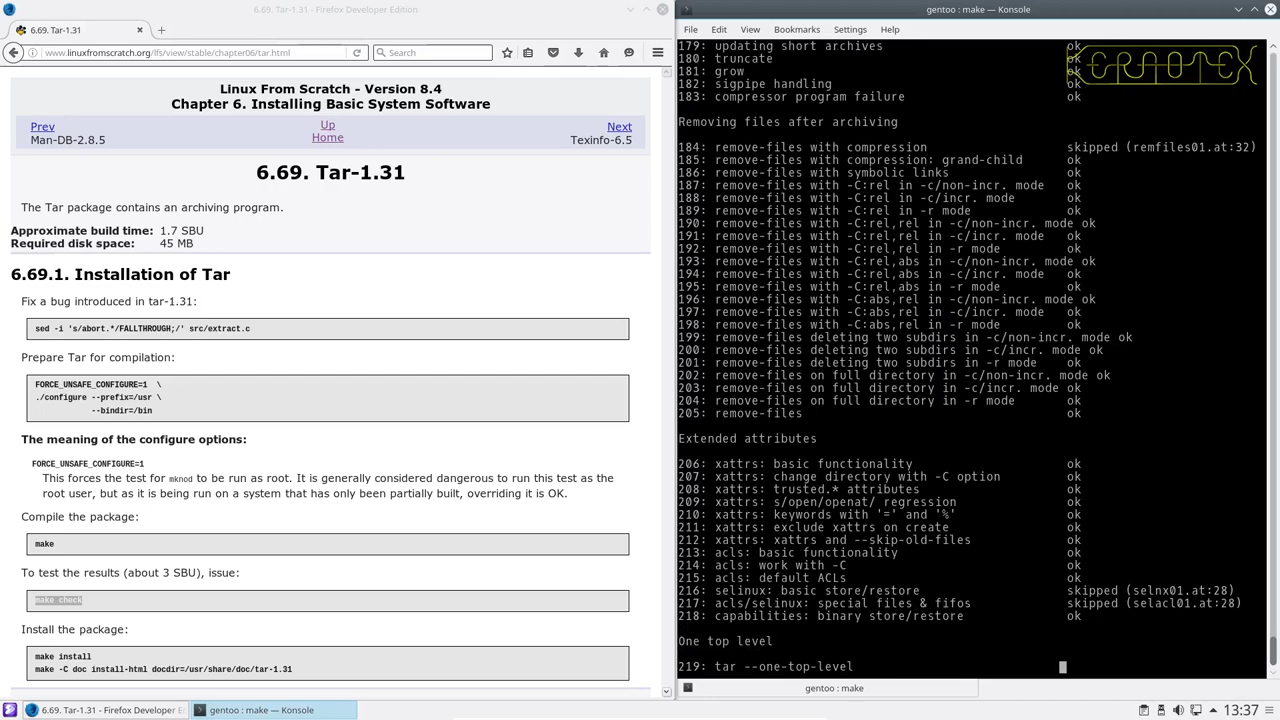 6.69. Tar-1.31 - Firefox Developer Edition
6.69. Tar-1.31
www.linuxfromscratch.org/lfs/view/stable/chapter06/tar.html
Search
Linux From Scratch - Version 8.4
Chapter 6. Installing Basic System Software
Prev
Up
Next
Man-DB-2.8.5
Home
Texinfo-6.5
6.69. Tar-1.31
The Tar package contains an archiving program.
Approximate build time: 1.7 SBU
Required disk space: 45 MB
6.69.1. Installation of Tar
Fix a bug introduced in tar-1.31:
sed -i 's/abort.*/FALLTHROUGH;/' src/extract.c
Prepare Tar for compilation:
FORCE_UNSAFE_CONFIGURE=1 \
./configure --prefix=/usr \
--bindir=/bin
The meaning of the configure options:
FORCE_UNSAFE_CONFIGURE=1
This forces the test for mknod to be run as root. It is generally considered dangerous to run this test as the
root user, but as it is being run on a system that has only been partially built, overriding it is OK.
Compile the package:
make
To test the results (about 3 SBU), issue:
make check
Install the package:
make install
make -C doc install-html docdir=/usr/share/doc/tar-1.31
gentoo : make — Konsole
File Edit View Bookmarks Settings Help
179: updating short archives ok
180: truncate ok
181: grow ok
182: sigpipe handling ok
183: compressor program failure ok
Removing files after archiving
184: remove-files with compression skipped (remfiles01.at:32)
185: remove-files with compression: grand-child ok
186: remove-files with symbolic links ok
187: remove-files with -C:rel in -c/non-incr. mode ok
188: remove-files with -C:rel in -c/incr. mode ok
189: remove-files with -C:rel in -r mode ok
190: remove-files with -C:rel,rel in -c/non-incr. mode ok
191: remove-files with -C:rel,rel in -c/incr. mode ok
192: remove-files with -C:rel,rel in -r mode ok
193: remove-files with -C:rel,abs in -c/non-incr. mode ok
194: remove-files with -C:rel,abs in -c/incr. mode ok
195: remove-files with -C:rel,abs in -r mode ok
196: remove-files with -C:abs,rel in -c/non-incr. mode ok
197: remove-files with -C:abs,rel in -c/incr. mode ok
198: remove-files with -C:abs,rel in -r mode ok
199: remove-files deleting two subdirs in -c/non-incr. mode ok
200: remove-files deleting two subdirs in -c/incr. mode ok
201: remove-files deleting two subdirs in -r mode ok
202: remove-files on full directory in -c/non-incr. mode ok
203: remove-files on full directory in -c/incr. mode ok
204: remove-files on full directory in -r mode ok
205: remove-files ok
Extended attributes
206: xattrs: basic functionality ok
207: xattrs: change directory with -C option ok
208: xattrs: trusted.* attributes ok
209: xattrs: s/open/openat/ regression ok
210: xattrs: keywords with '=' and '%' ok
211: xattrs: exclude xattrs on create ok
212: xattrs: xattrs and --skip-old-files ok
213: acls: basic functionality ok
214: acls: work with -C ok
215: acls: default ACLs ok
216: selinux: basic store/restore skipped (selnx01.at:28)
217: acls/selinux: special files & fifos skipped (selacl01.at:28)
218: capabilities: binary store/restore ok
One top level
219: tar --one-top-level
gentoo : make
6.69. Tar-1.31 - Firefox Developer E
gentoo : make — Konsole
13:37